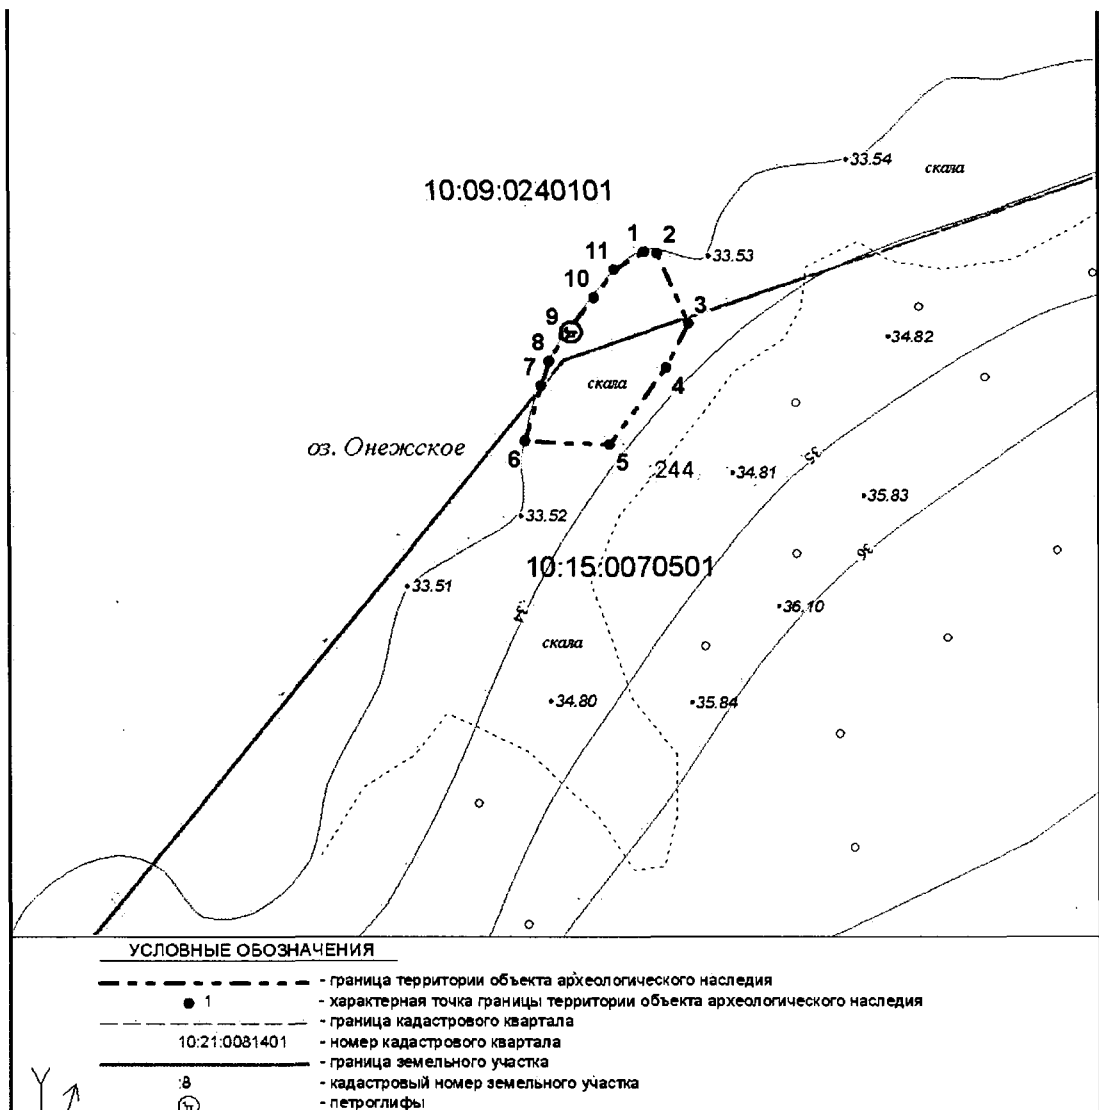 33.54
скала
10:09:0240101
1 2
33.53
11
10
3
9
34.82
8
7
скала
4
оз. Онежское
6
5
35
:244
34.81
35.83
33.52
36
10:15:0070501
33.51
34
36.10
скала
34.80
35.84
УСЛОВНЫЕ ОБОЗНАЧЕНИЯ
- граница территории объекта археологического наследия
1 - характерная точка границы территории объекта археологического наследия
- граница кадастрового квартала
10:21:0081401 - номер кадастрового квартала
- граница земельного участка
:8 - кадастровый номер земельного участка
- петроглифы